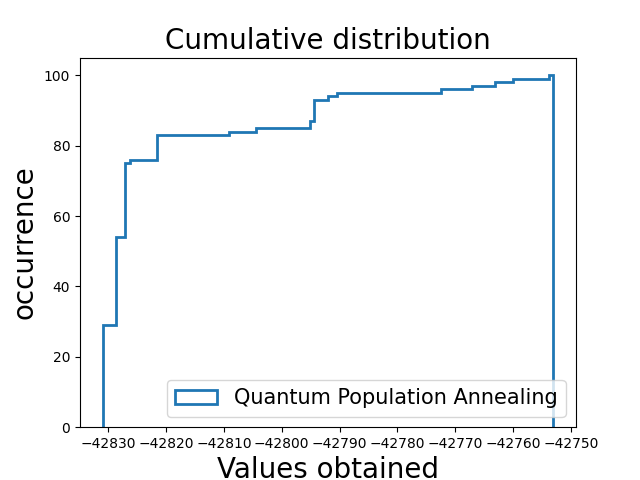 Cumulative distribution
occurrence
100
80
60
40
20
0
−42830 −42820 −42810 −42800 −42790 −42780 −42770 −42760 −42750
Quantum Population Annealing
Values obtained